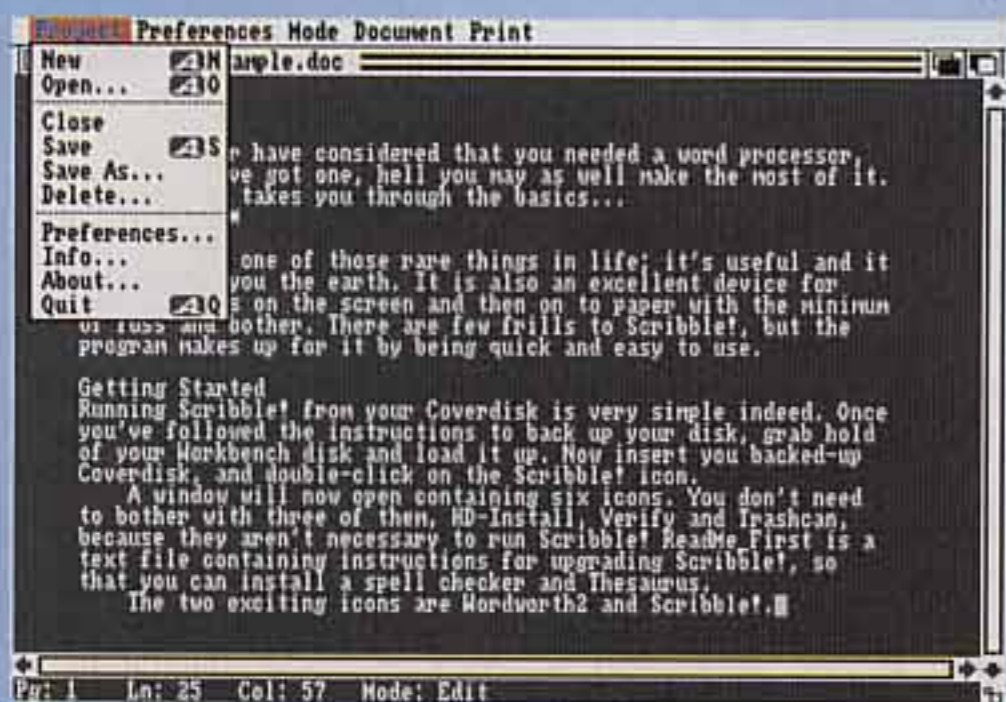 Project Preferences Mode Document Print
ample.doc
New N
Open... O
Close
Save S
Save As...
Delete...
Preferences...
Info...
About...
Quit Q
r have considered that you needed a word processor,
ve got one, hell you may as well make the most of it.
takes you through the basics...
one of those rare things in life; it's useful and it
you the earth. It is also an excellent device for
s on the screen and then on to paper with the minimum
of fuss and bother. There are few frills to Scribble!, but the
program makes up for it by being quick and easy to use.
Getting Started
Running Scribble! from your Coverdisk is very simple indeed. Once
you've followed the instructions to back up your disk, grab hold
of your Workbench disk and load it up. Now insert you backed-up
Coverdisk, and double-click on the Scribble! icon.
A window will now open containing six icons. You don't need
to bother with three of them, HD-Install, Verify and Trashcan,
because they aren't necessary to run Scribble! ReadMe_First is a
text file containing instructions for upgrading Scribble!, so
that you can install a spell checker and Thesaurus.
The two exciting icons are Wordworth2 and Scribble!.
Pg: 1 Ln: 25 Col: 57 Mode: Edit